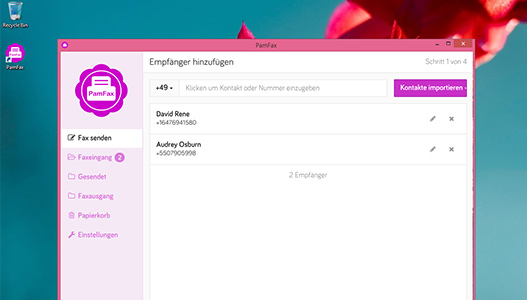 Recycle Bin
PamFax
PamFax
PamFax
Empfänger hinzufügen
Schritt 1 von 4
+49
Klicken um Kontakt oder Nummer einzugeben
Kontakte importieren
David Rene
+16476941580
Audrey Osburn
+5507905998
2 Empfänger
Fax senden
Faxeingang 2
Gesendet
Faxausgang
Papierkorb
Einstellungen